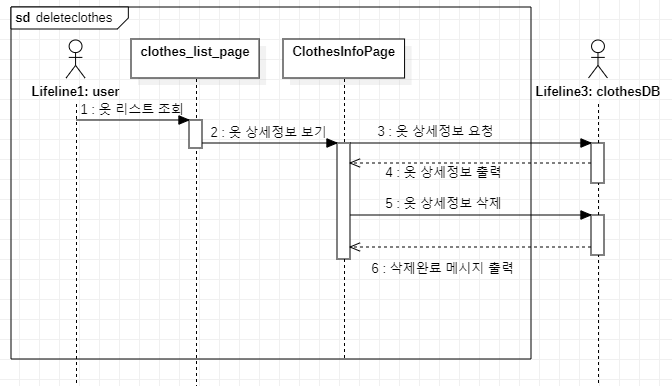 sd deleteclothes
clothes_list_page
ClothesInfoPage
Lifeline1: user
Lifeline3: clothesDB
1 : 옷 리스트 조회
2 : 옷 상세정보 보기
3 : 옷 상세정보 요청
4 : 옷 상세정보 출력
5 : 옷 상세정보 삭제
6 : 삭제완료 메시지 출력